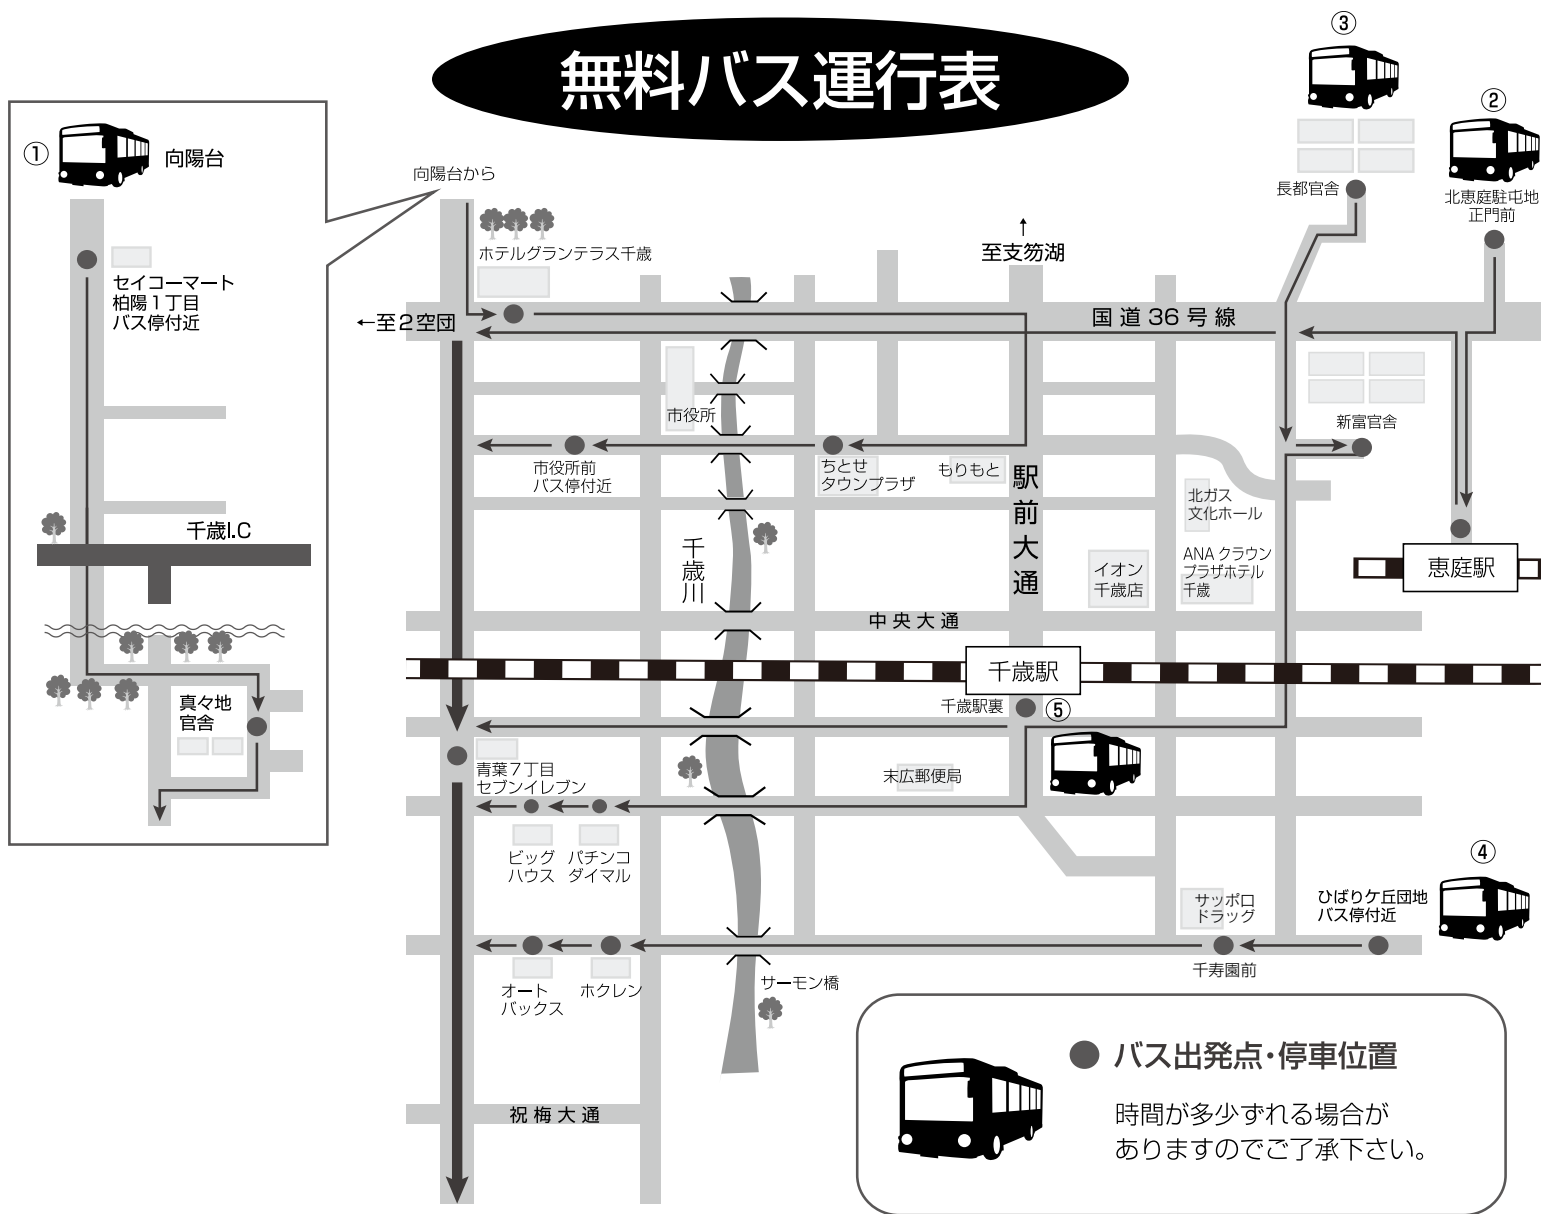 無料バス運行表
①
向陽台
セイコーマート
柏陽１丁目
バス停付近
千歳I.C
真々地
官舎
向陽台から
ホテルグランテラス千歳
↑
至支笏湖
③
長都官舎
②
北恵庭駐屯地
正門前
←至２空団
国道36号線
市役所
市役所前
バス停付近
ちとせ
タウンプラザ
もりもと
駅前大通
新富官舎
北ガス
文化ホール
千歳川
イオン
千歳店
ANAクラウン
プラザホテル
千歳
恵庭駅
中央大通
千歳駅
千歳駅裏
⑤
青葉７丁目
セブンイレブン
末広郵便局
ビッグ
ハウス
パチンコ
ダイマル
④
サッポロ
ドラッグ
ひばりケ丘団地
バス停付近
千寿園前
オート
バックス
ホクレン
サーモン橋
祝梅大通
● バス出発点・停車位置
時間が多少ずれる場合が
ありますのでご了承下さい。